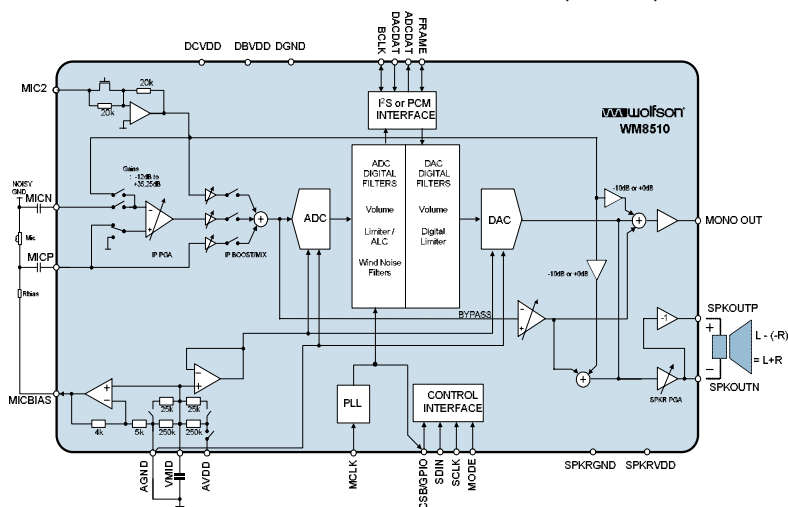 DCVDD DBVDD DGND
BCLK
DACDAT
ADCDAT
FRAME
MIC2
20k
20k
I²S or PCM
INTERFACE
wolfson®
WM8510
Gains
: -12dB to
+35.25dB
NOISY
GND
MICN
Mic
MICP
Rbias
IP PGA
IP BOOST/MIX
ADC
ADC
DIGITAL
FILTERS
Volume
Limiter /
ALC
Wind Noise
Filters
DAC
DIGITAL
FILTERS
Volume
Digital
Limiter
DAC
-10dB or +0dB
MONO OUT
-10dB or +0dB
BYPASS
-1
SPKOUTP
L - (-R)
= L+R
SPKOUTN
SPKR PGA
MICBIAS
4k
5k
25k
25k
250k
250k
PLL
CONTROL
INTERFACE
AGND
VMID
AVDD
MCLK
CSB/GPIO
SDIN
SCLK
MODE
SPKRGND SPKRVDD